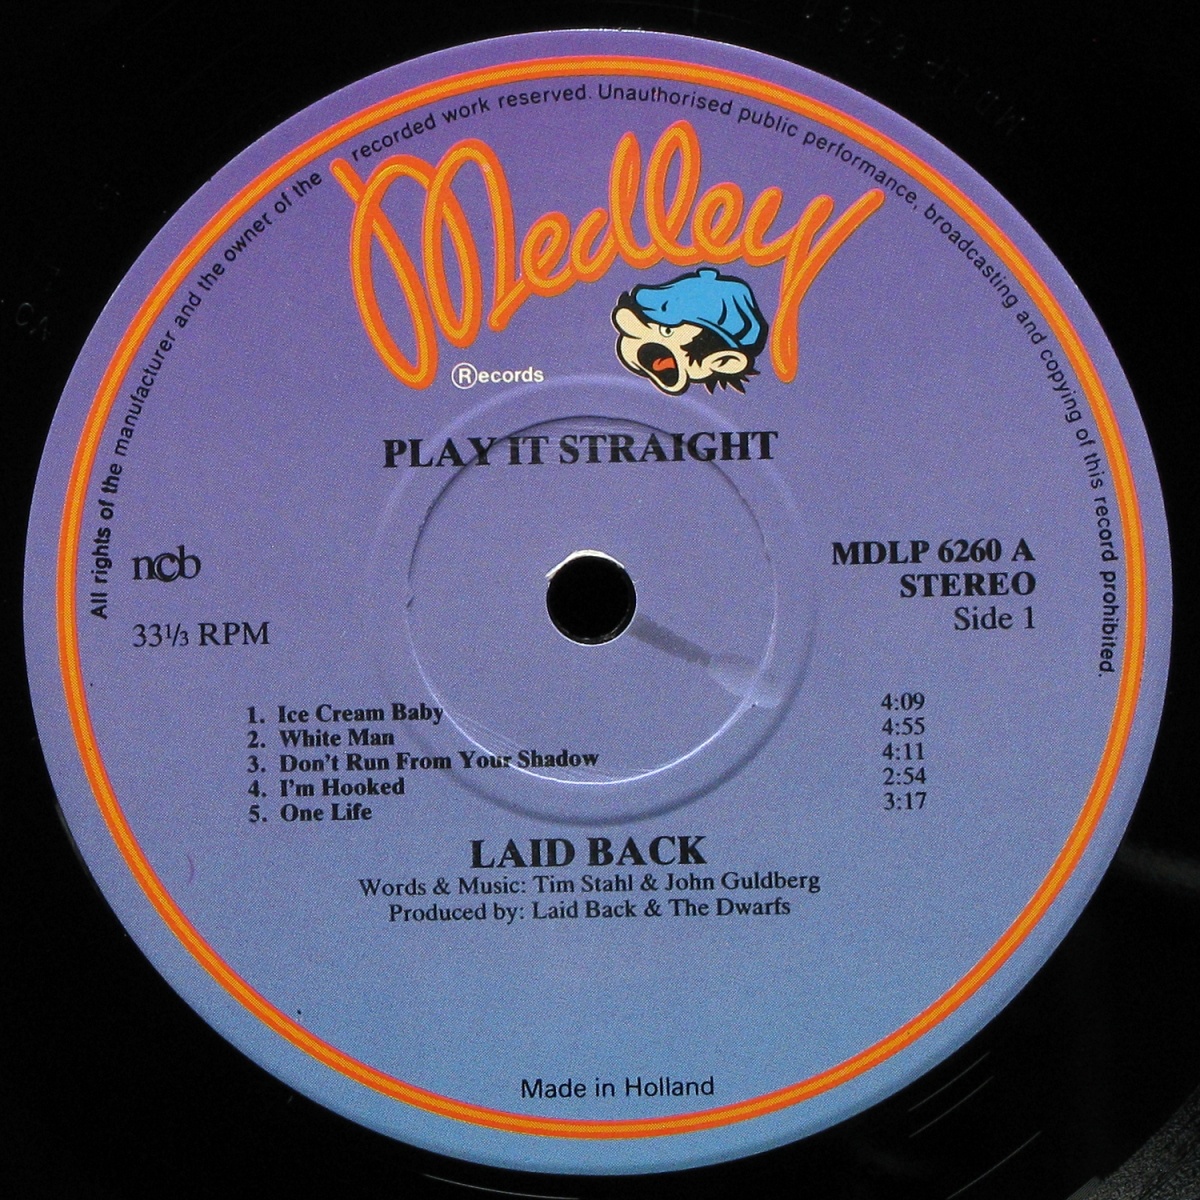 All rights of the manufacturer and the owner of the recorded work reserved. Unauthorised public performance, broadcasting and copying of this record prohibited.
Medley
Records
PLAY IT STRAIGHT
ncb
33⅓ RPM
MDLP 6260 A
STEREO
Side 1
1. Ice Cream Baby 4:09
2. White Man 4:55
3. Don't Run From Your Shadow 4:11
4. I'm Hooked 2:54
5. One Life 3:17
LAID BACK
Words & Music: Tim Stahl & John Guldberg
Produced by: Laid Back & The Dwarfs
Made in Holland